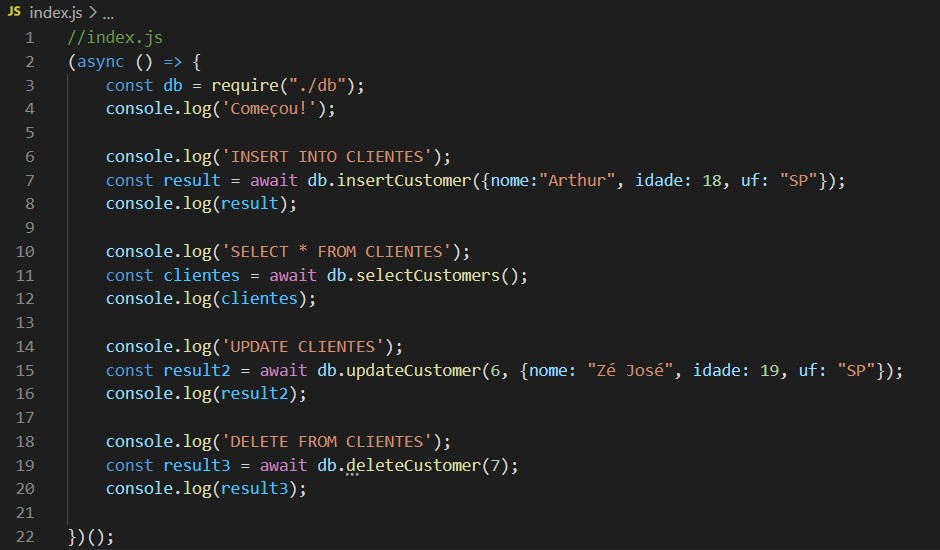 JS index.js > ...
1 //index.js
2 (async () => {
3     const db = require("./db");
4     console.log('Começou!');
5
6     console.log('INSERT INTO CLIENTES');
7     const result = await db.insertCustomer({nome:"Arthur", idade: 18, uf: "SP"});
8     console.log(result);
9
10     console.log('SELECT * FROM CLIENTES');
11     const clientes = await db.selectCustomers();
12     console.log(clientes);
13
14     console.log('UPDATE CLIENTES');
15     const result2 = await db.updateCustomer(6, {nome: "Zé José", idade: 19, uf: "SP"});
16     console.log(result2);
17
18     console.log('DELETE FROM CLIENTES');
19     const result3 = await db.deleteCustomer(7);
20     console.log(result3);
21
22 })();